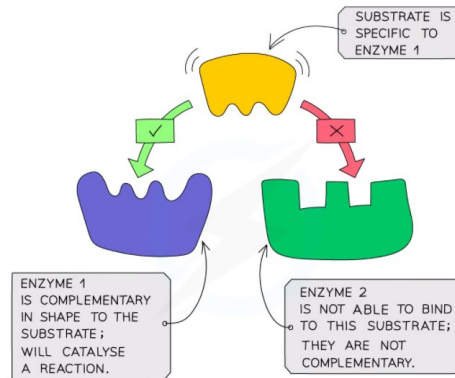 SUBSTRATE IS
SPECIFIC TO
ENZYME 1
ENZYME 1
IS COMPLEMENTARY
IN SHAPE TO THE
SUBSTRATE;
WILL CATALYSE
A REACTION.
ENZYME 2
IS NOT ABLE TO BIND
TO THIS SUBSTRATE;
THEY ARE NOT
COMPLEMENTARY.